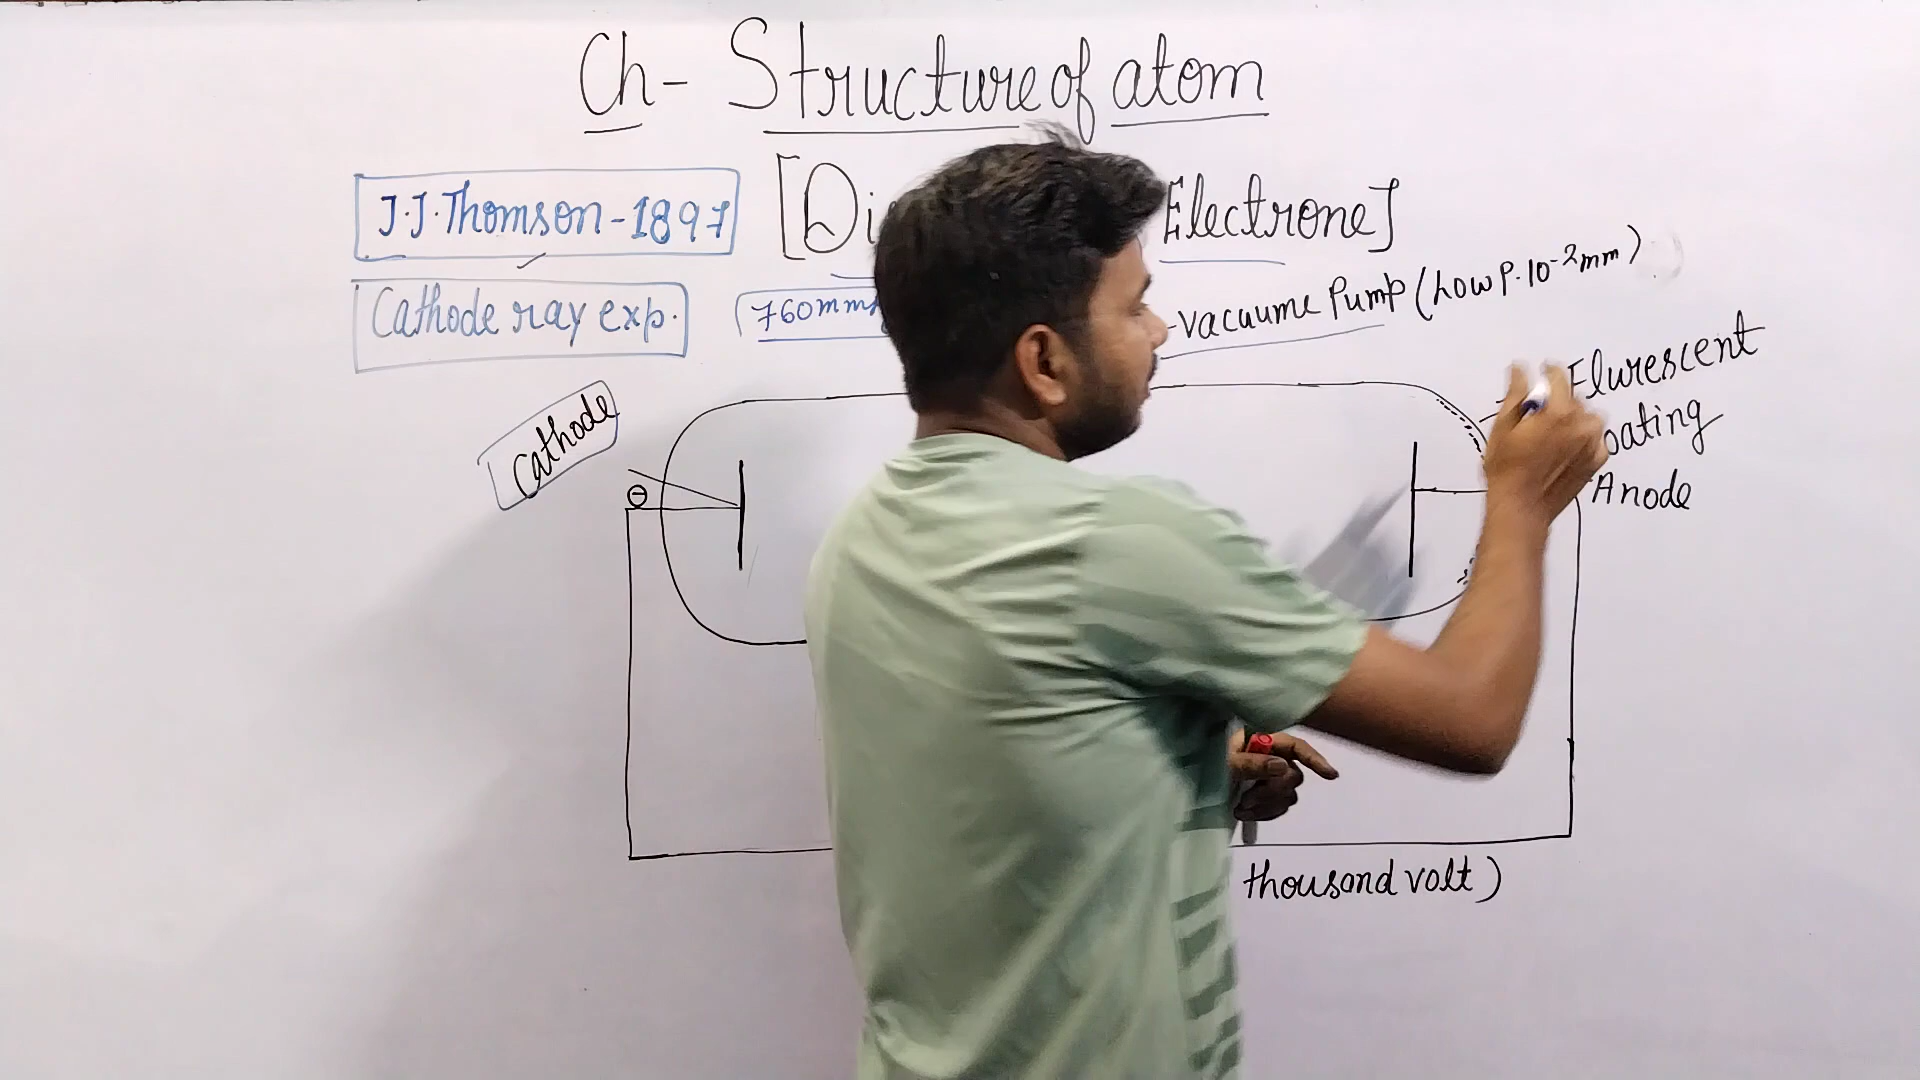 Ch- Structure of atom
J.J. Thomson - 1897 [Di Electrone]
Cathode ray exp. 760mm
vacuume Pump (Low P. 10-2mm)
Flurescent
oating
Anode
Cathode
⊖
thousand volt)